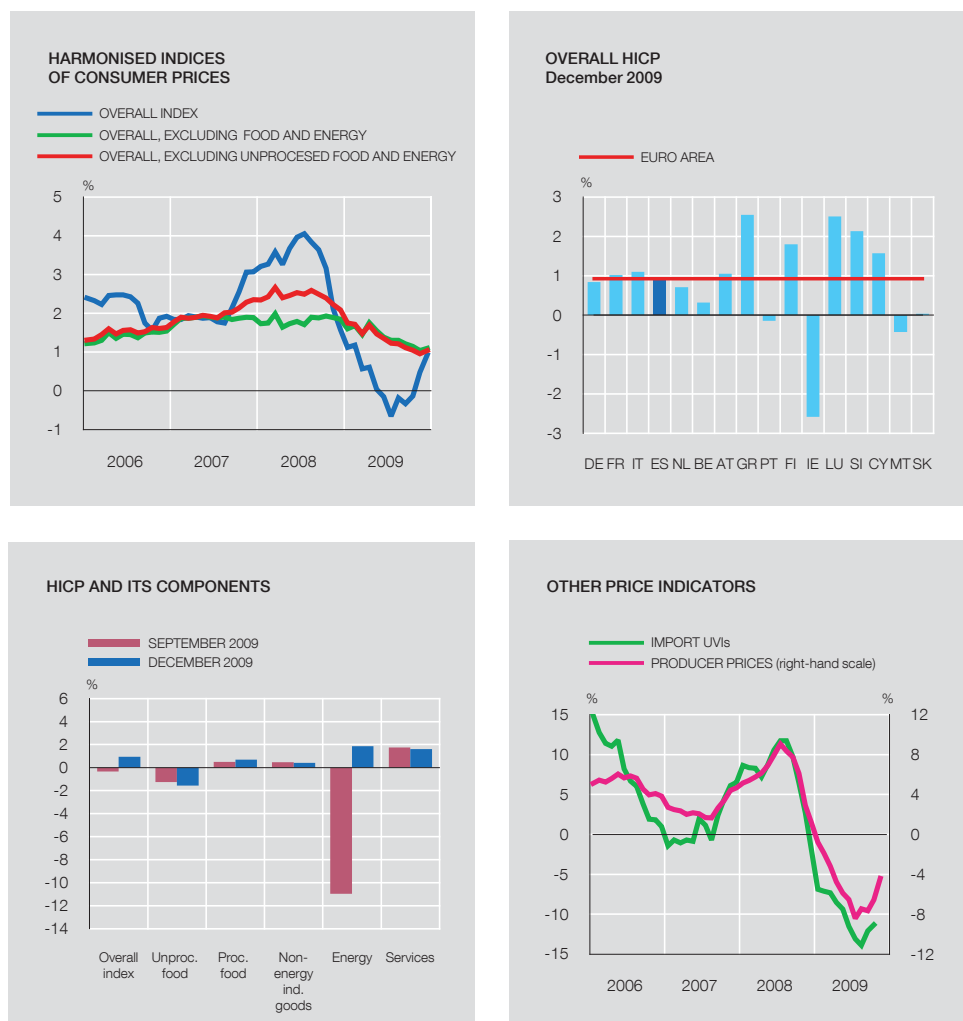 HARMONISED INDICES
OF CONSUMER PRICES
OVERALL INDEX
OVERALL, EXCLUDING FOOD AND ENERGY
OVERALL, EXCLUDING UNPROCESED FOOD AND ENERGY
%
5
4
3
2
1
0
-1
2006 2007 2008 2009
OVERALL HICP
December 2009
EURO AREA
%
3
2
1
0
-1
-2
-3
DE FR IT ES NL BE AT GR PT FI IE LU SI CY MT SK
HICP AND ITS COMPONENTS
SEPTEMBER 2009
DECEMBER 2009
%
6
4
2
0
-2
-4
-6
-8
-10
-12
-14
Overall
index
Unproc.
food
Proc.
food
Non-
energy
ind.
goods
Energy
Services
OTHER PRICE INDICATORS
IMPORT UVIs
PRODUCER PRICES (right-hand scale)
% %
15 12
10 8
5 4
0 0
-5 -4
-10 -8
-15 -12
2006 2007 2008 2009